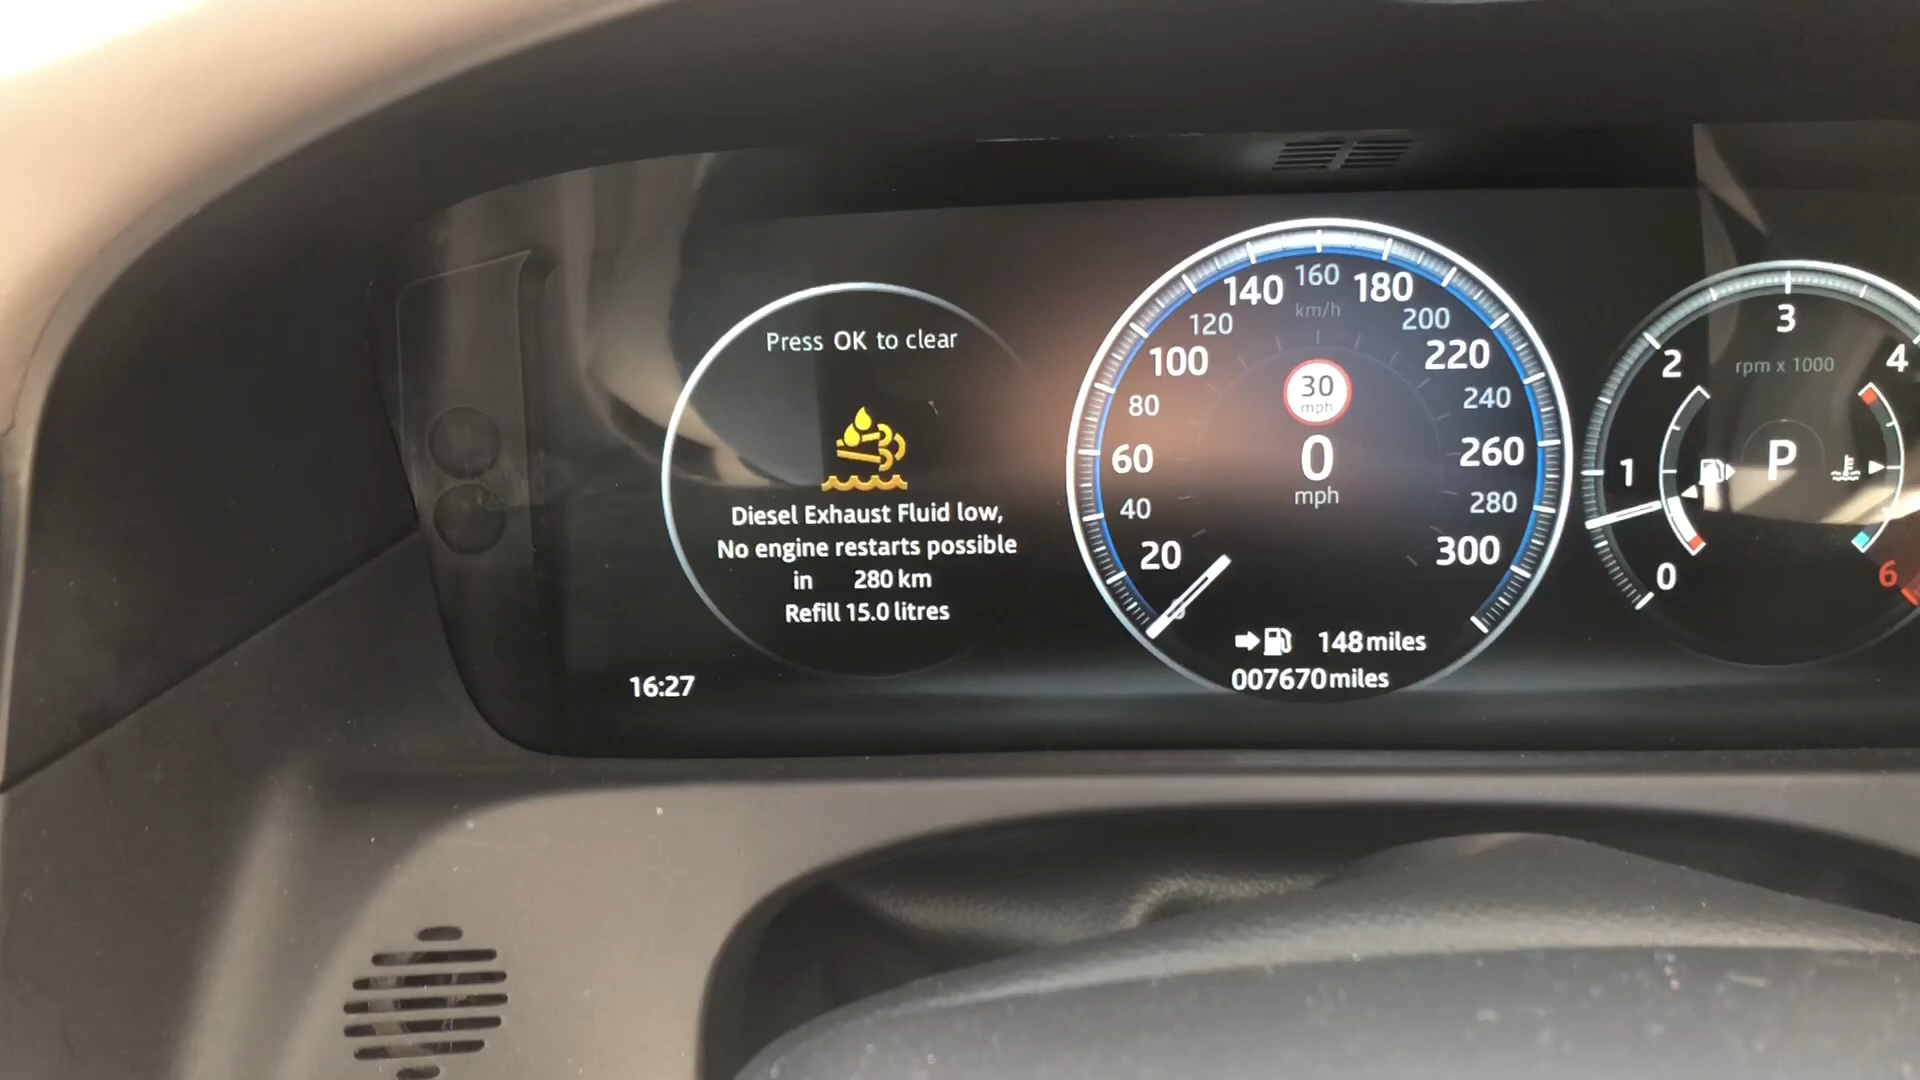 Press OK to clear
Diesel Exhaust Fluid low,
No engine restarts possible
in 280 km
Refill 15.0 litres
16:27
20
40
60
80
100
120
140
160
180
200
220
240
260
280
300
km/h
30
mph
0
mph
148 miles
007670 miles
0
1
2
3
4
6
rpm x 1000
P